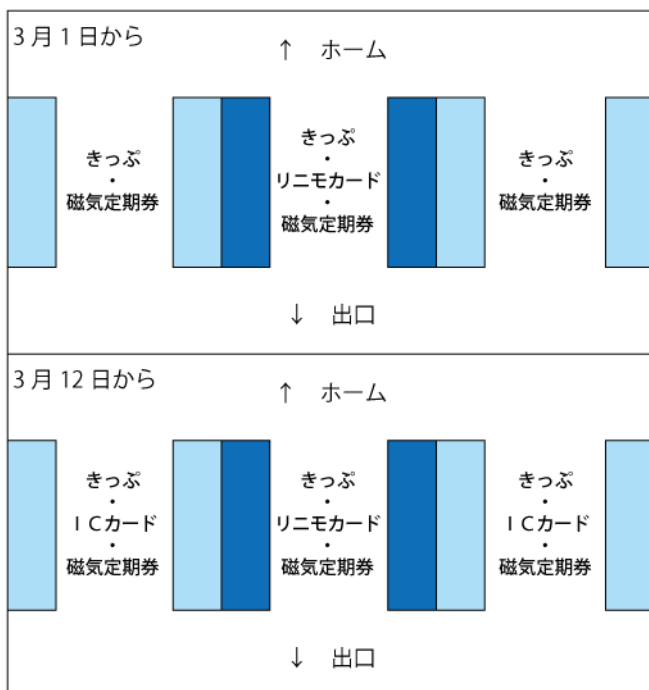 3月1日から
↑ ホーム
きっぷ
・
磁気定期券
きっぷ
・
リニモカード
・
磁気定期券
きっぷ
・
磁気定期券
↓ 出口
3月12日から
↑ ホーム
きっぷ
・
ICカード
・
磁気定期券
きっぷ
・
リニモカード
・
磁気定期券
きっぷ
・
ICカード
・
磁気定期券
↓ 出口